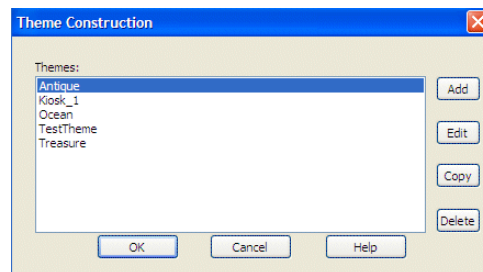 Theme Construction
Themes:
Antique
Kiosk_1
Ocean
TestTheme
Treasure
Add
Edit
Copy
Delete
OK Cancel Help